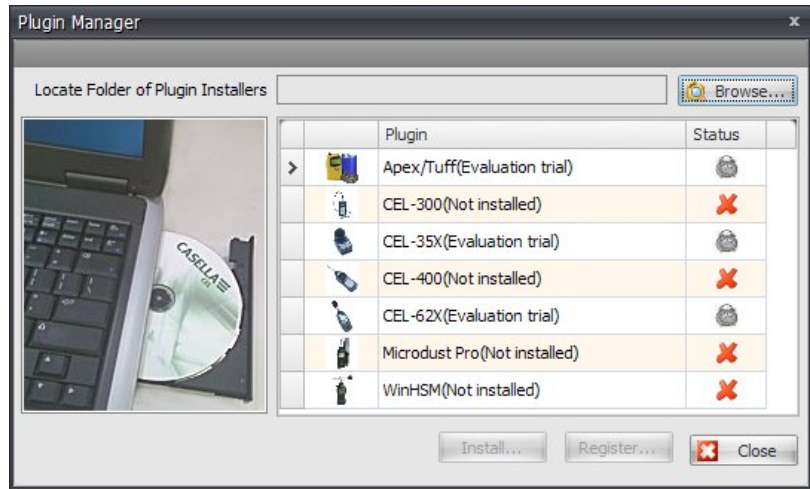 Plugin Manager
Locate Folder of Plugin Installers
Browse...
Plugin Status
Apex/Tuff(Evaluation trial)
CEL-300(Not installed)
CEL-35X(Evaluation trial)
CEL-400(Not installed)
CEL-62X(Evaluation trial)
Microdust Pro(Not installed)
WinHSM(Not installed)
CASELLA
CEL
Install... Register... Close